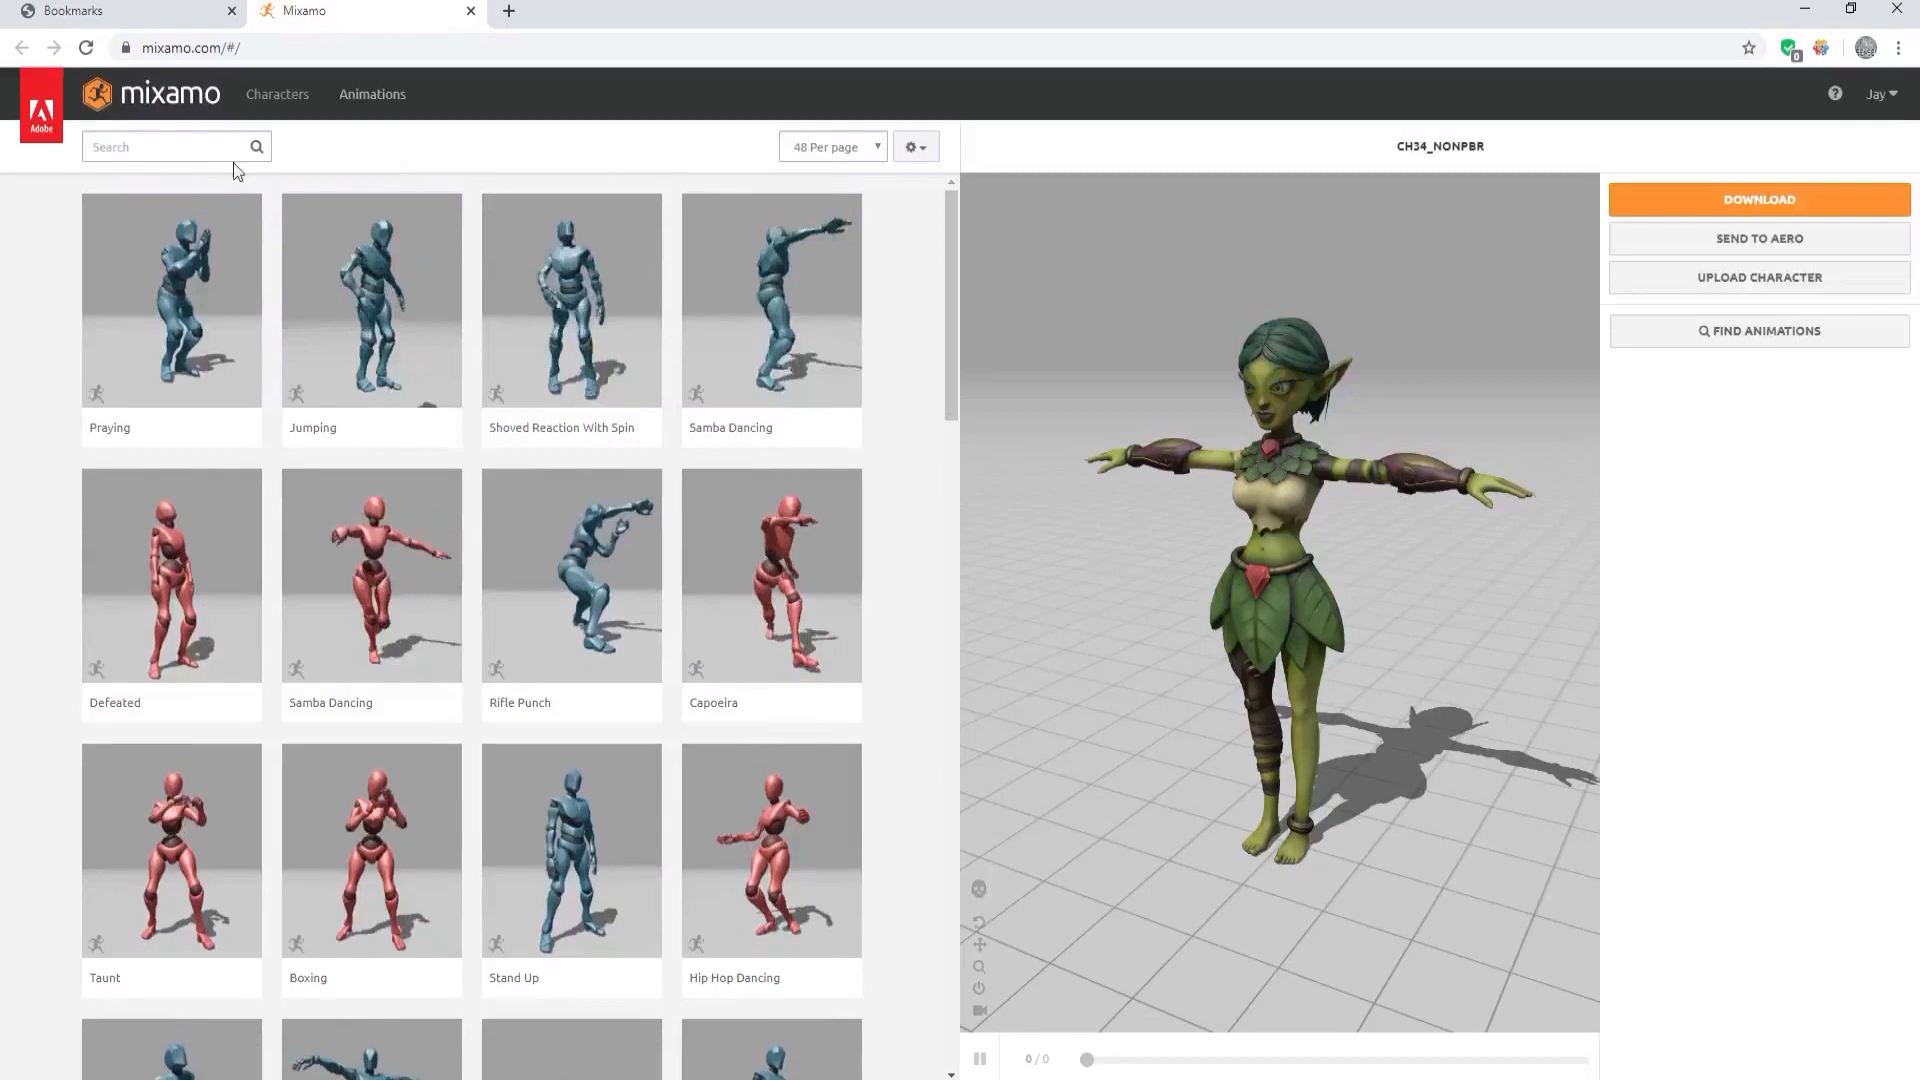 Bookmarks
Mixamo
mixamo.com/#/
0
Adobe
mixamo
Characters
Animations
Jay
Search
48 Per page
CH34_NONPBR
DOWNLOAD
SEND TO AERO
UPLOAD CHARACTER
FIND ANIMATIONS
Praying
Jumping
Shoved Reaction With Spin
Samba Dancing
Defeated
Samba Dancing
Rifle Punch
Capoeira
Taunt
Boxing
Stand Up
Hip Hop Dancing
0 / 0